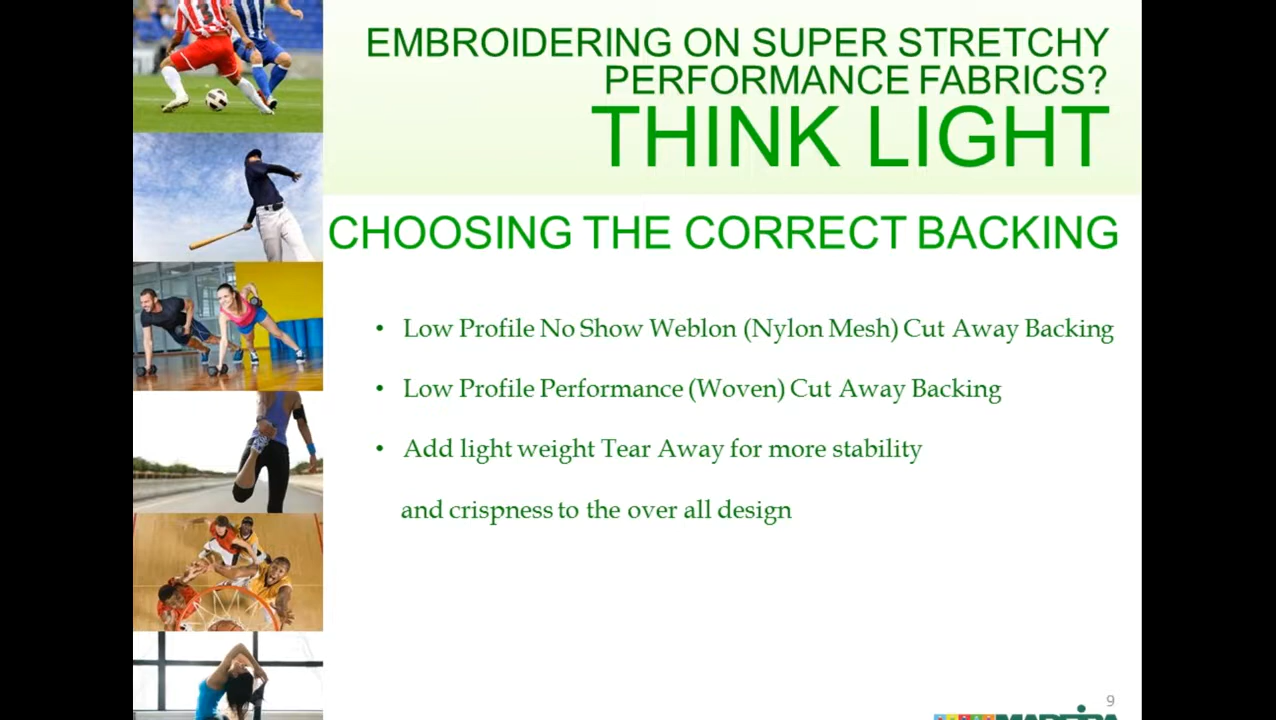 EMBROIDERING ON SUPER STRETCHY
PERFORMANCE FABRICS?
THINK LIGHT
CHOOSING THE CORRECT BACKING
• Low Profile No Show Weblon (Nylon Mesh) Cut Away Backing
• Low Profile Performance (Woven) Cut Away Backing
• Add light weight Tear Away for more stability
and crispness to the over all design
9
MADEIRA